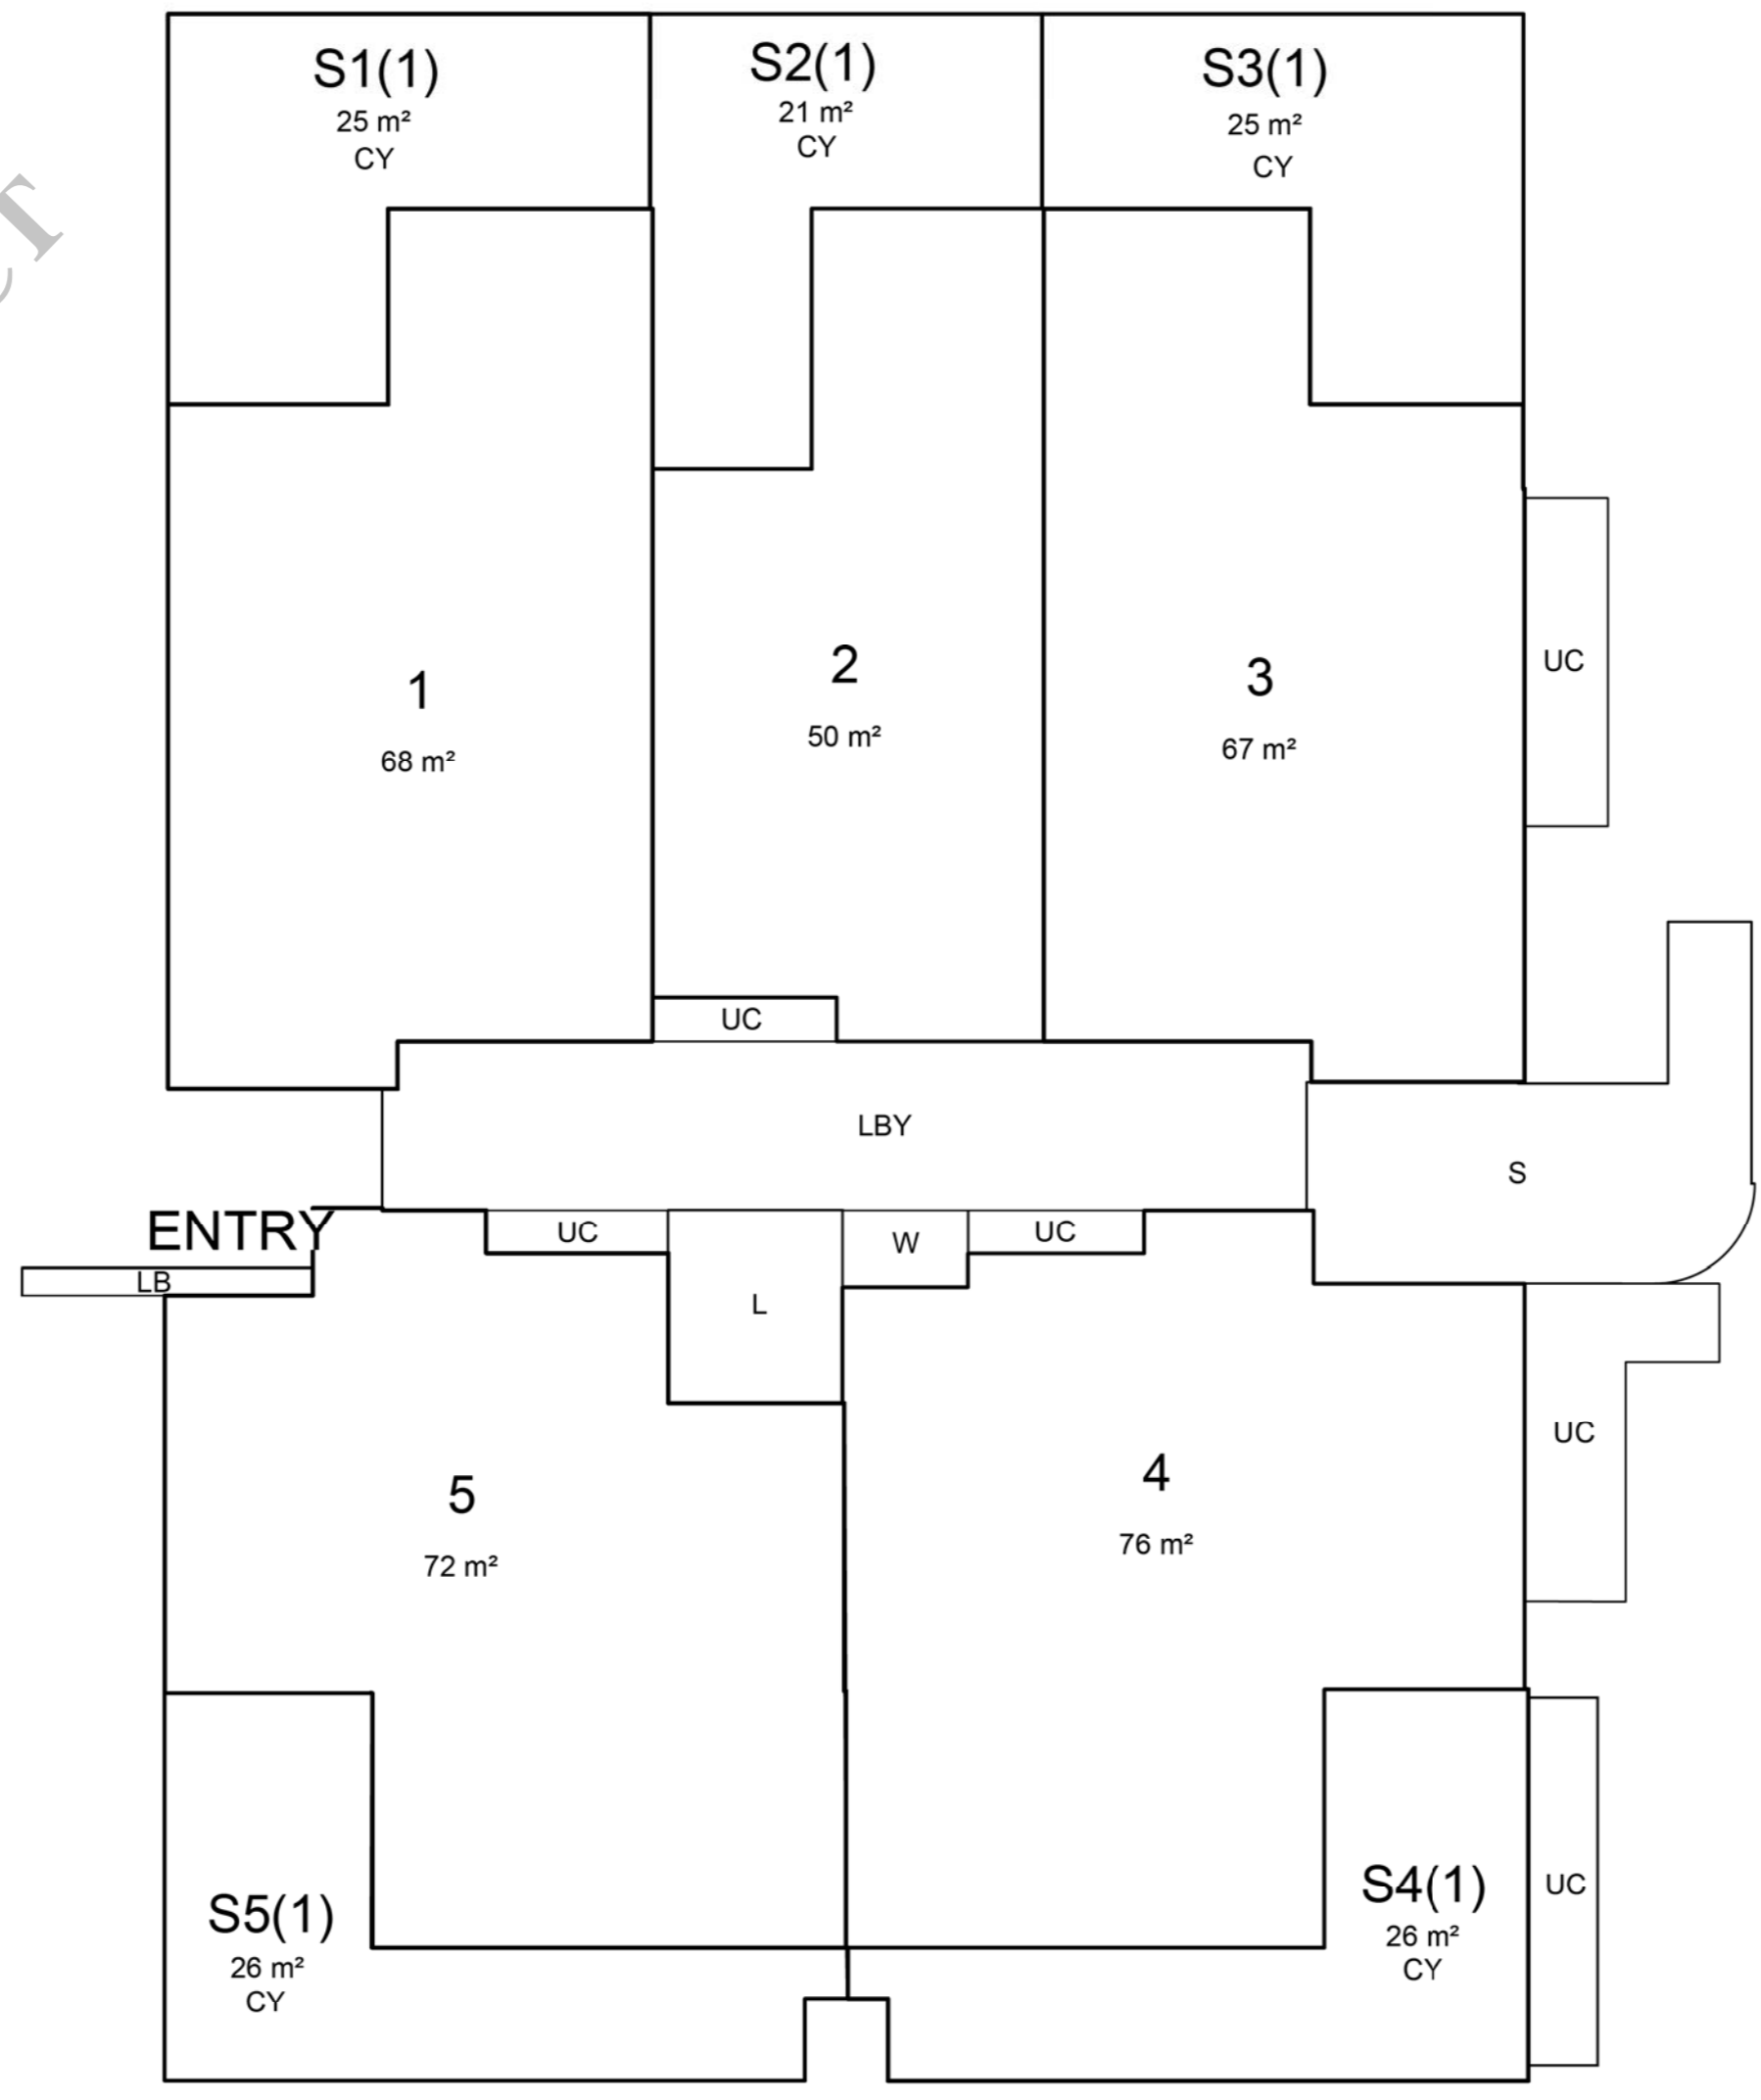 S1(1)
25 m²
CY
S2(1)
21 m²
CY
S3(1)
25 m²
CY
1
68 m²
2
50 m²
3
67 m²
UC
UC
LBY
S
ENTRY
LB
UC
L
W
UC
5
72 m²
4
76 m²
UC
S5(1)
26 m²
CY
S4(1)
26 m²
CY
UC